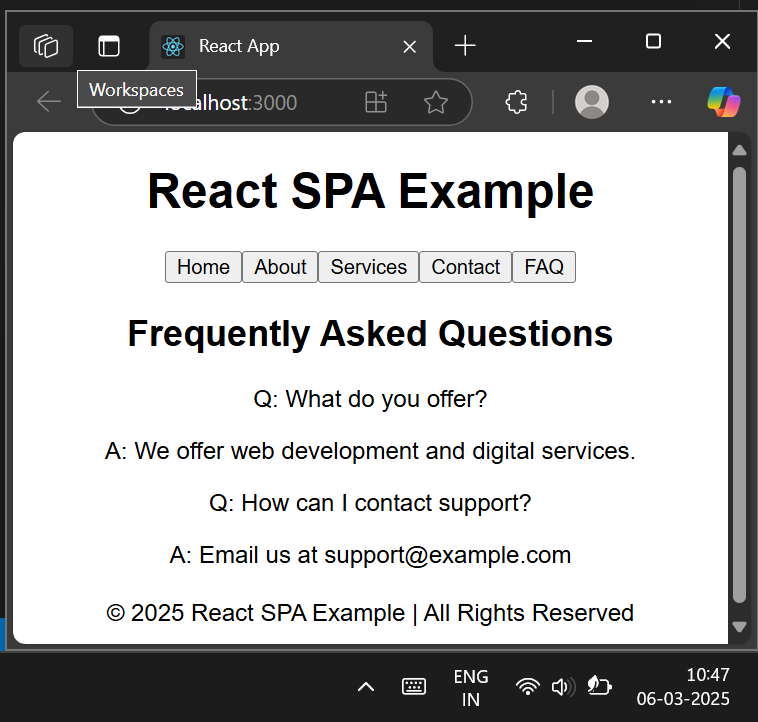 React App
Workspaces
localhost:3000
React SPA Example
Home About Services Contact FAQ
Frequently Asked Questions
Q: What do you offer?
A: We offer web development and digital services.
Q: How can I contact support?
A: Email us at support@example.com
© 2025 React SPA Example | All Rights Reserved
ENG
IN
10:47
06-03-2025